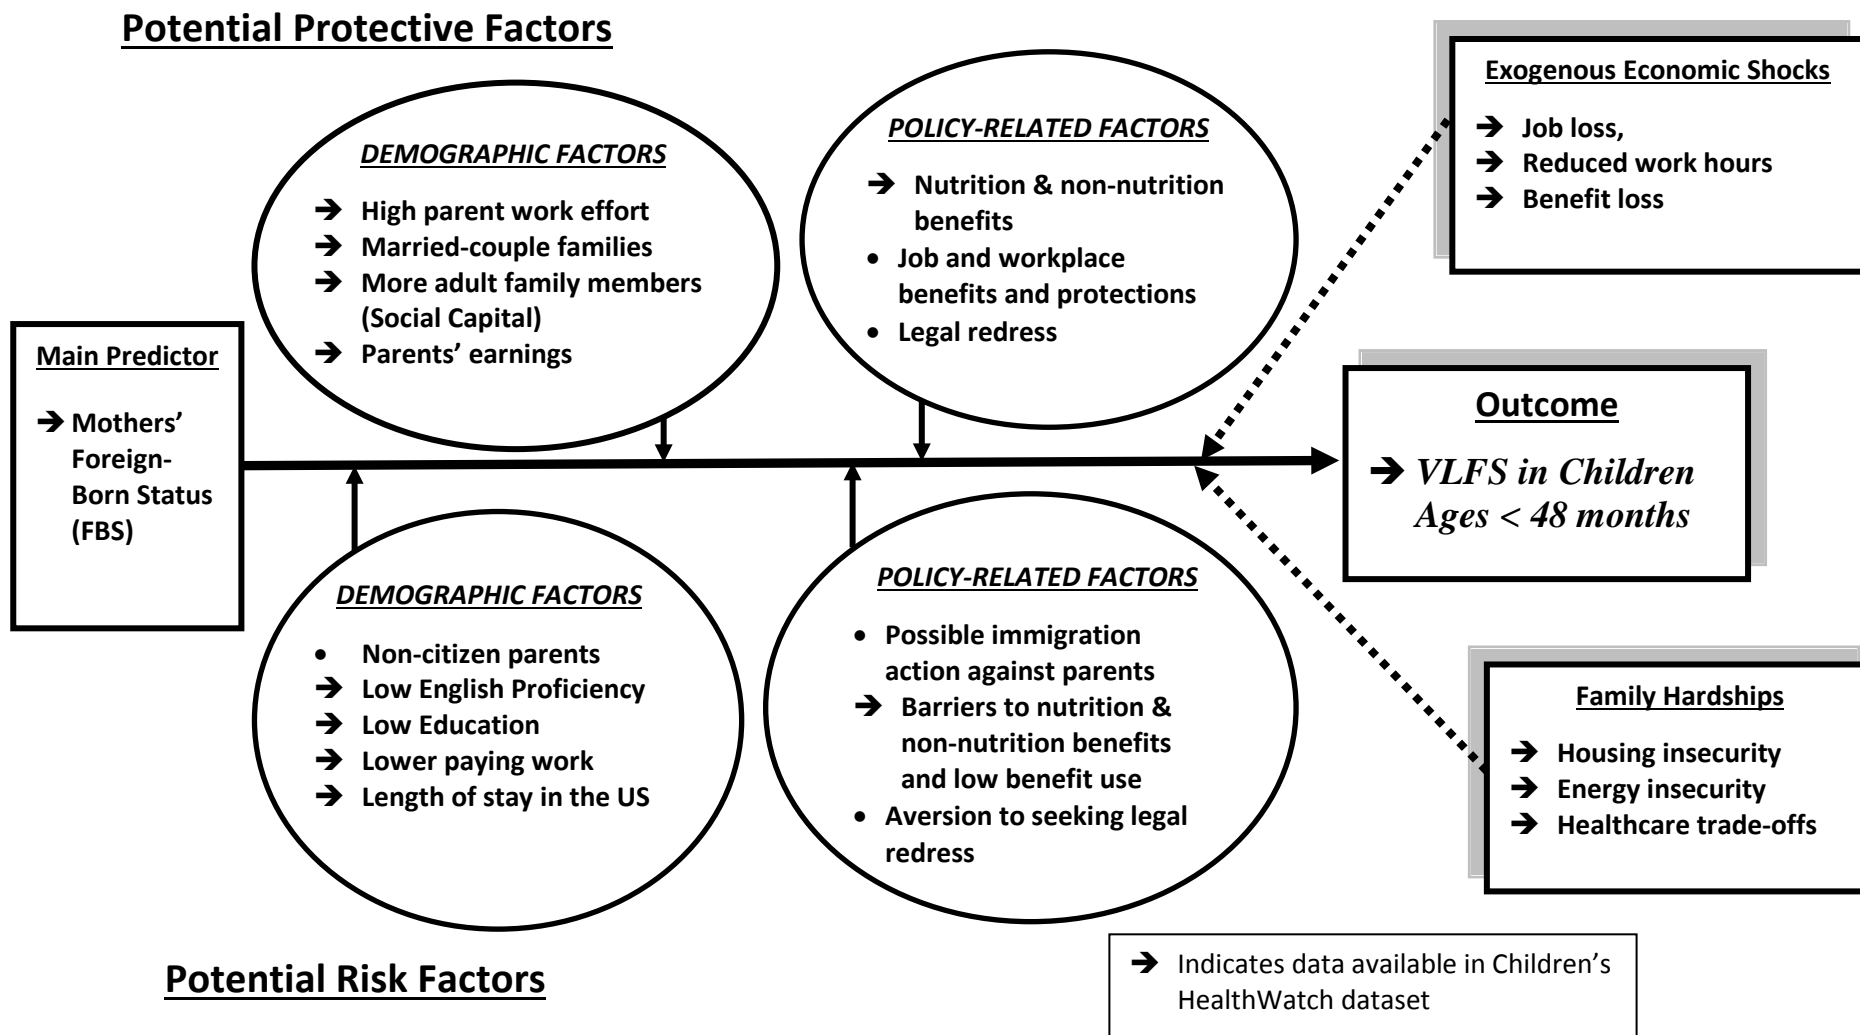 Potential Protective Factors
Main Predictor
➔ Mothers’
Foreign-
Born Status
(FBS)
DEMOGRAPHIC FACTORS
➔ High parent work effort
➔ Married-couple families
➔ More adult family members
(Social Capital)
➔ Parents’ earnings
POLICY-RELATED FACTORS
➔ Nutrition & non-nutrition
benefits
• Job and workplace
benefits and protections
• Legal redress
Exogenous Economic Shocks
➔ Job loss,
➔ Reduced work hours
➔ Benefit loss
Outcome
➔ VLFS in Children
Ages < 48 months
DEMOGRAPHIC FACTORS
• Non-citizen parents
➔ Low English Proficiency
➔ Low Education
➔ Lower paying work
➔ Length of stay in the US
POLICY-RELATED FACTORS
• Possible immigration
action against parents
➔ Barriers to nutrition &
non-nutrition benefits
and low benefit use
• Aversion to seeking legal
redress
Family Hardships
➔ Housing insecurity
➔ Energy insecurity
➔ Healthcare trade-offs
Potential Risk Factors
➔ Indicates data available in Children’s
HealthWatch dataset